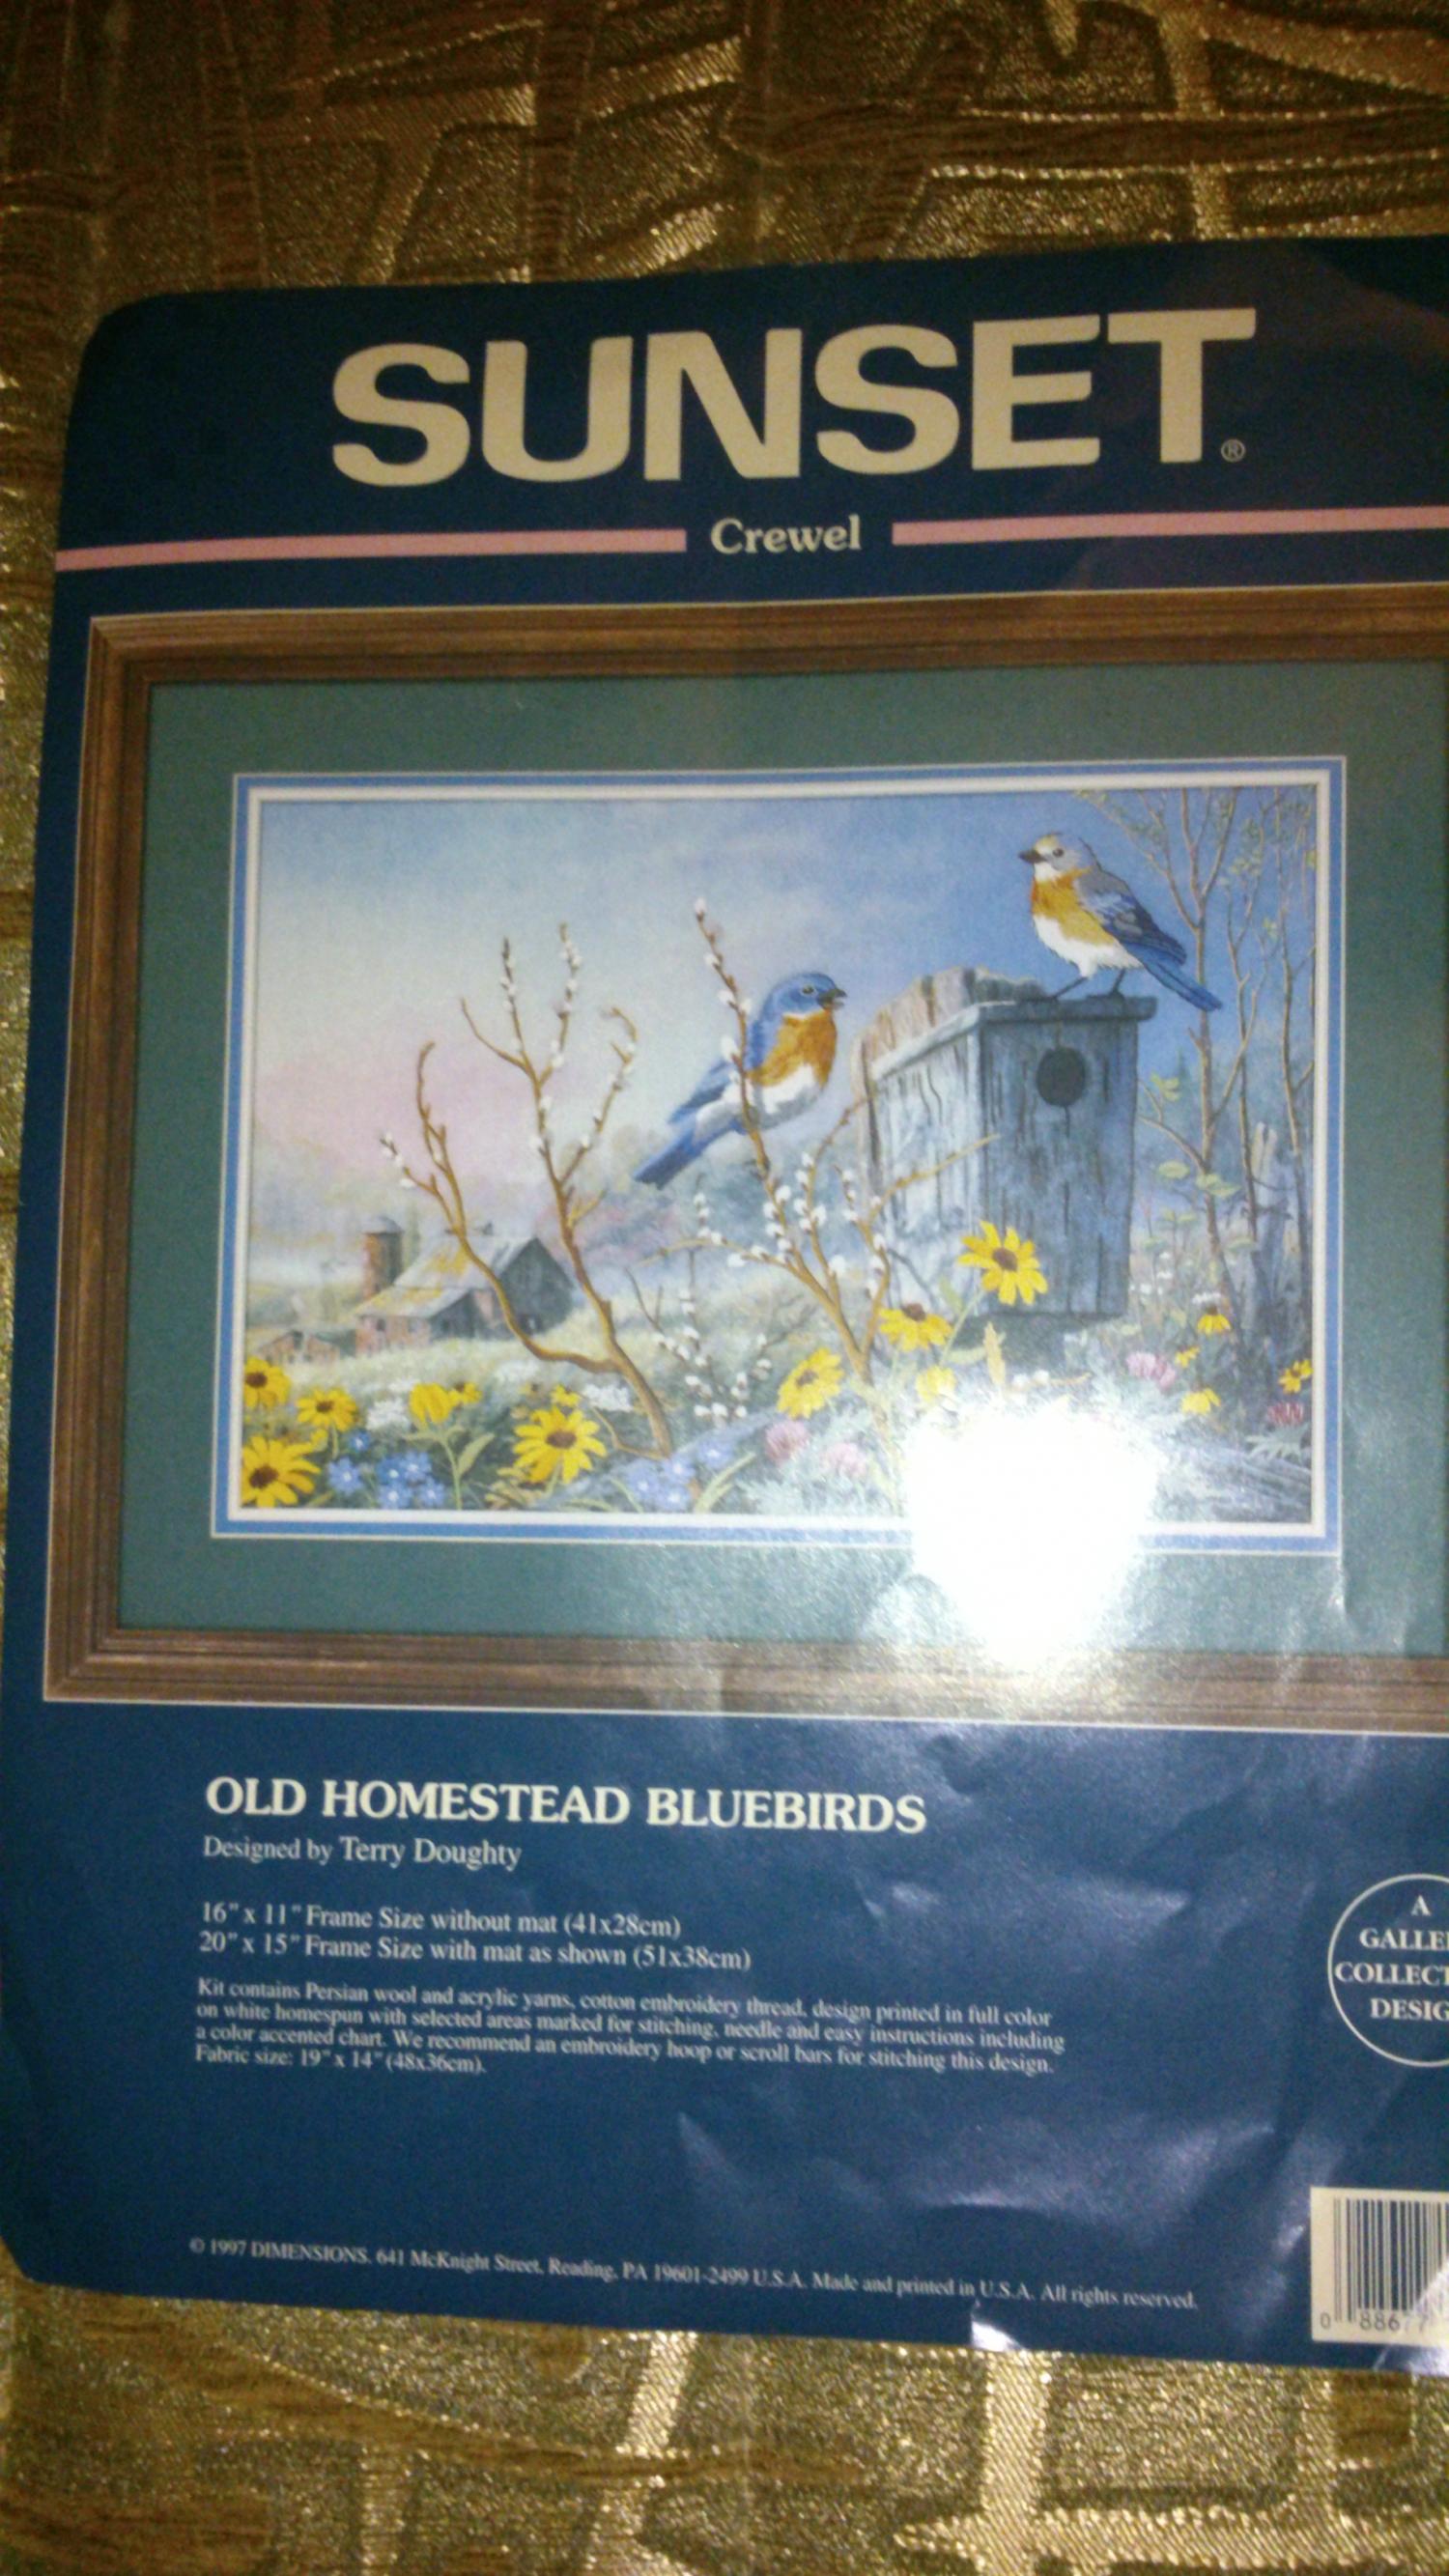 SUNSET®
Crewel
OLD HOMESTEAD BLUEBIRDS
Designed by Terry Doughty
16" x 11" Frame Size without mat (41x28cm)
20" x 15" Frame Size with mat as shown (51x38cm)
Kit contains Persian wool and acrylic yarns, cotton embroidery thread, design printed in full color
on white homespun with selected areas marked for stitching, needle and easy instructions including
a color accented chart. We recommend an embroidery hoop or scroll bars for stitching this design.
Fabric size: 19" x 14" (48x36cm).
A
GALLE
COLLECT
DESIG
© 1997 DIMENSIONS, 641 McKnight Street, Reading, PA 19601-2499 U.S.A. Made and printed in U.S.A. All rights reserved.
0 8867